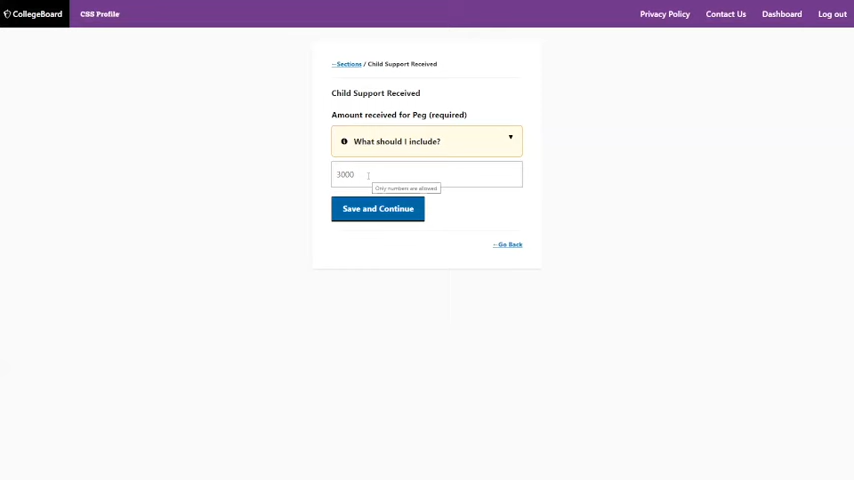 CollegeBoard CSS Profile Privacy Policy Contact Us Dashboard Log out
←Sections / Child Support Received
Child Support Received
Amount received for Peg (required)
What should I include?
3000
Only numbers are allowed
Save and Continue
←Go Back